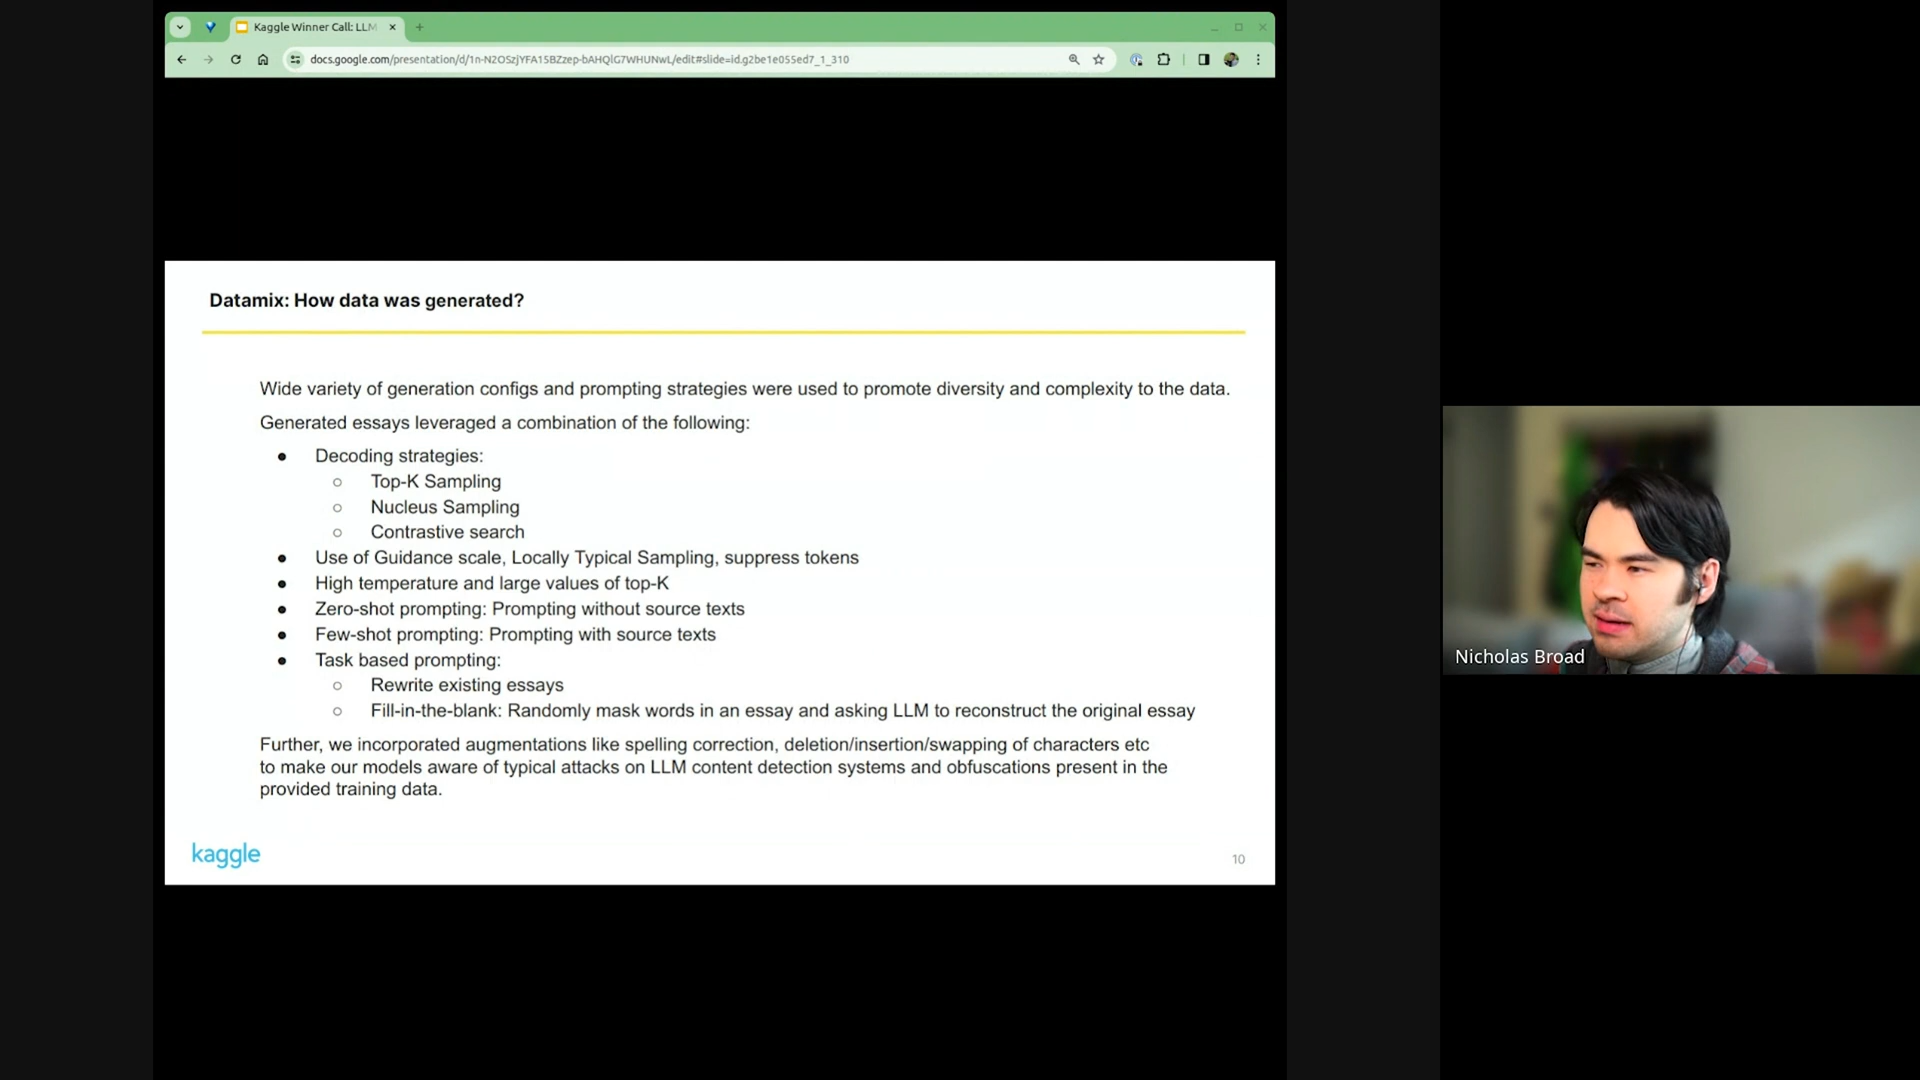 Kaggle Winner Call: LLM
docs.google.com/presentation/d/1n-N2OSzjYFA15BZzep-bAHQlG7WHUNwL/edit#slide=id.g2be1e055ed7_1_310
Datamix: How data was generated?
Wide variety of generation configs and prompting strategies were used to promote diversity and complexity to the data.
Generated essays leveraged a combination of the following:
● Decoding strategies:
○ Top-K Sampling
○ Nucleus Sampling
○ Contrastive search
● Use of Guidance scale, Locally Typical Sampling, suppress tokens
● High temperature and large values of top-K
● Zero-shot prompting: Prompting without source texts
● Few-shot prompting: Prompting with source texts
● Task based prompting:
○ Rewrite existing essays
○ Fill-in-the-blank: Randomly mask words in an essay and asking LLM to reconstruct the original essay
Further, we incorporated augmentations like spelling correction, deletion/insertion/swapping of characters etc
to make our models aware of typical attacks on LLM content detection systems and obfuscations present in the
provided training data.
kaggle
10
Nicholas Broad